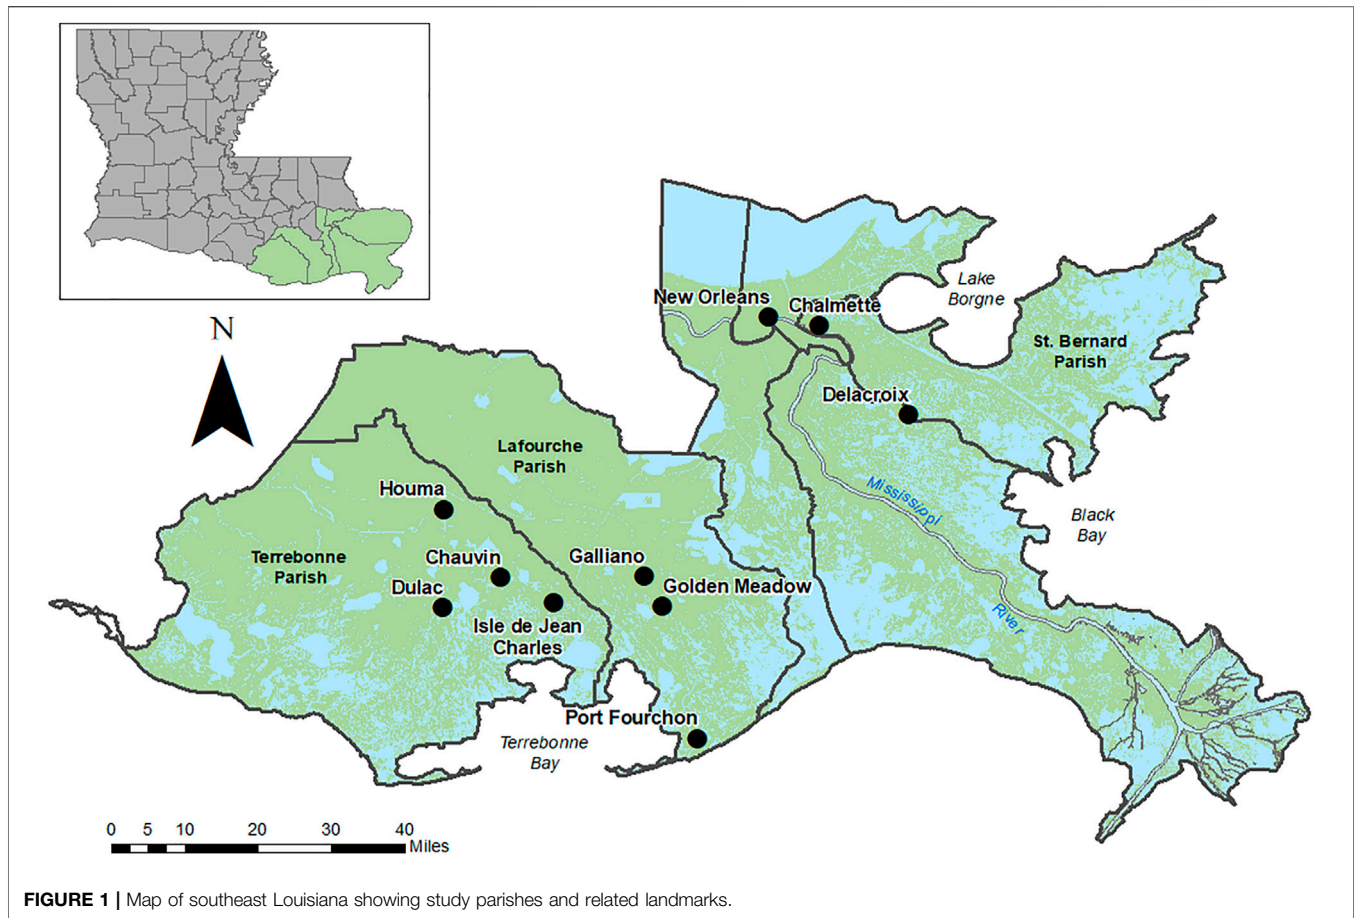 New Orleans
Chalmette
Lake
Borgne
N
St. Bernard
Parish
Delacroix
Lafourche
Parish
Houma
Mississippi
Black
Bay
Terrebonne
Parish
Chauvin
Galliano
Dulac
Golden Meadow
Isle de Jean
Charles
River
Port Fourchon
Terrebonne
Bay
0 5 10 20 30 40
Miles
FIGURE 1 | Map of southeast Louisiana showing study parishes and related landmarks.